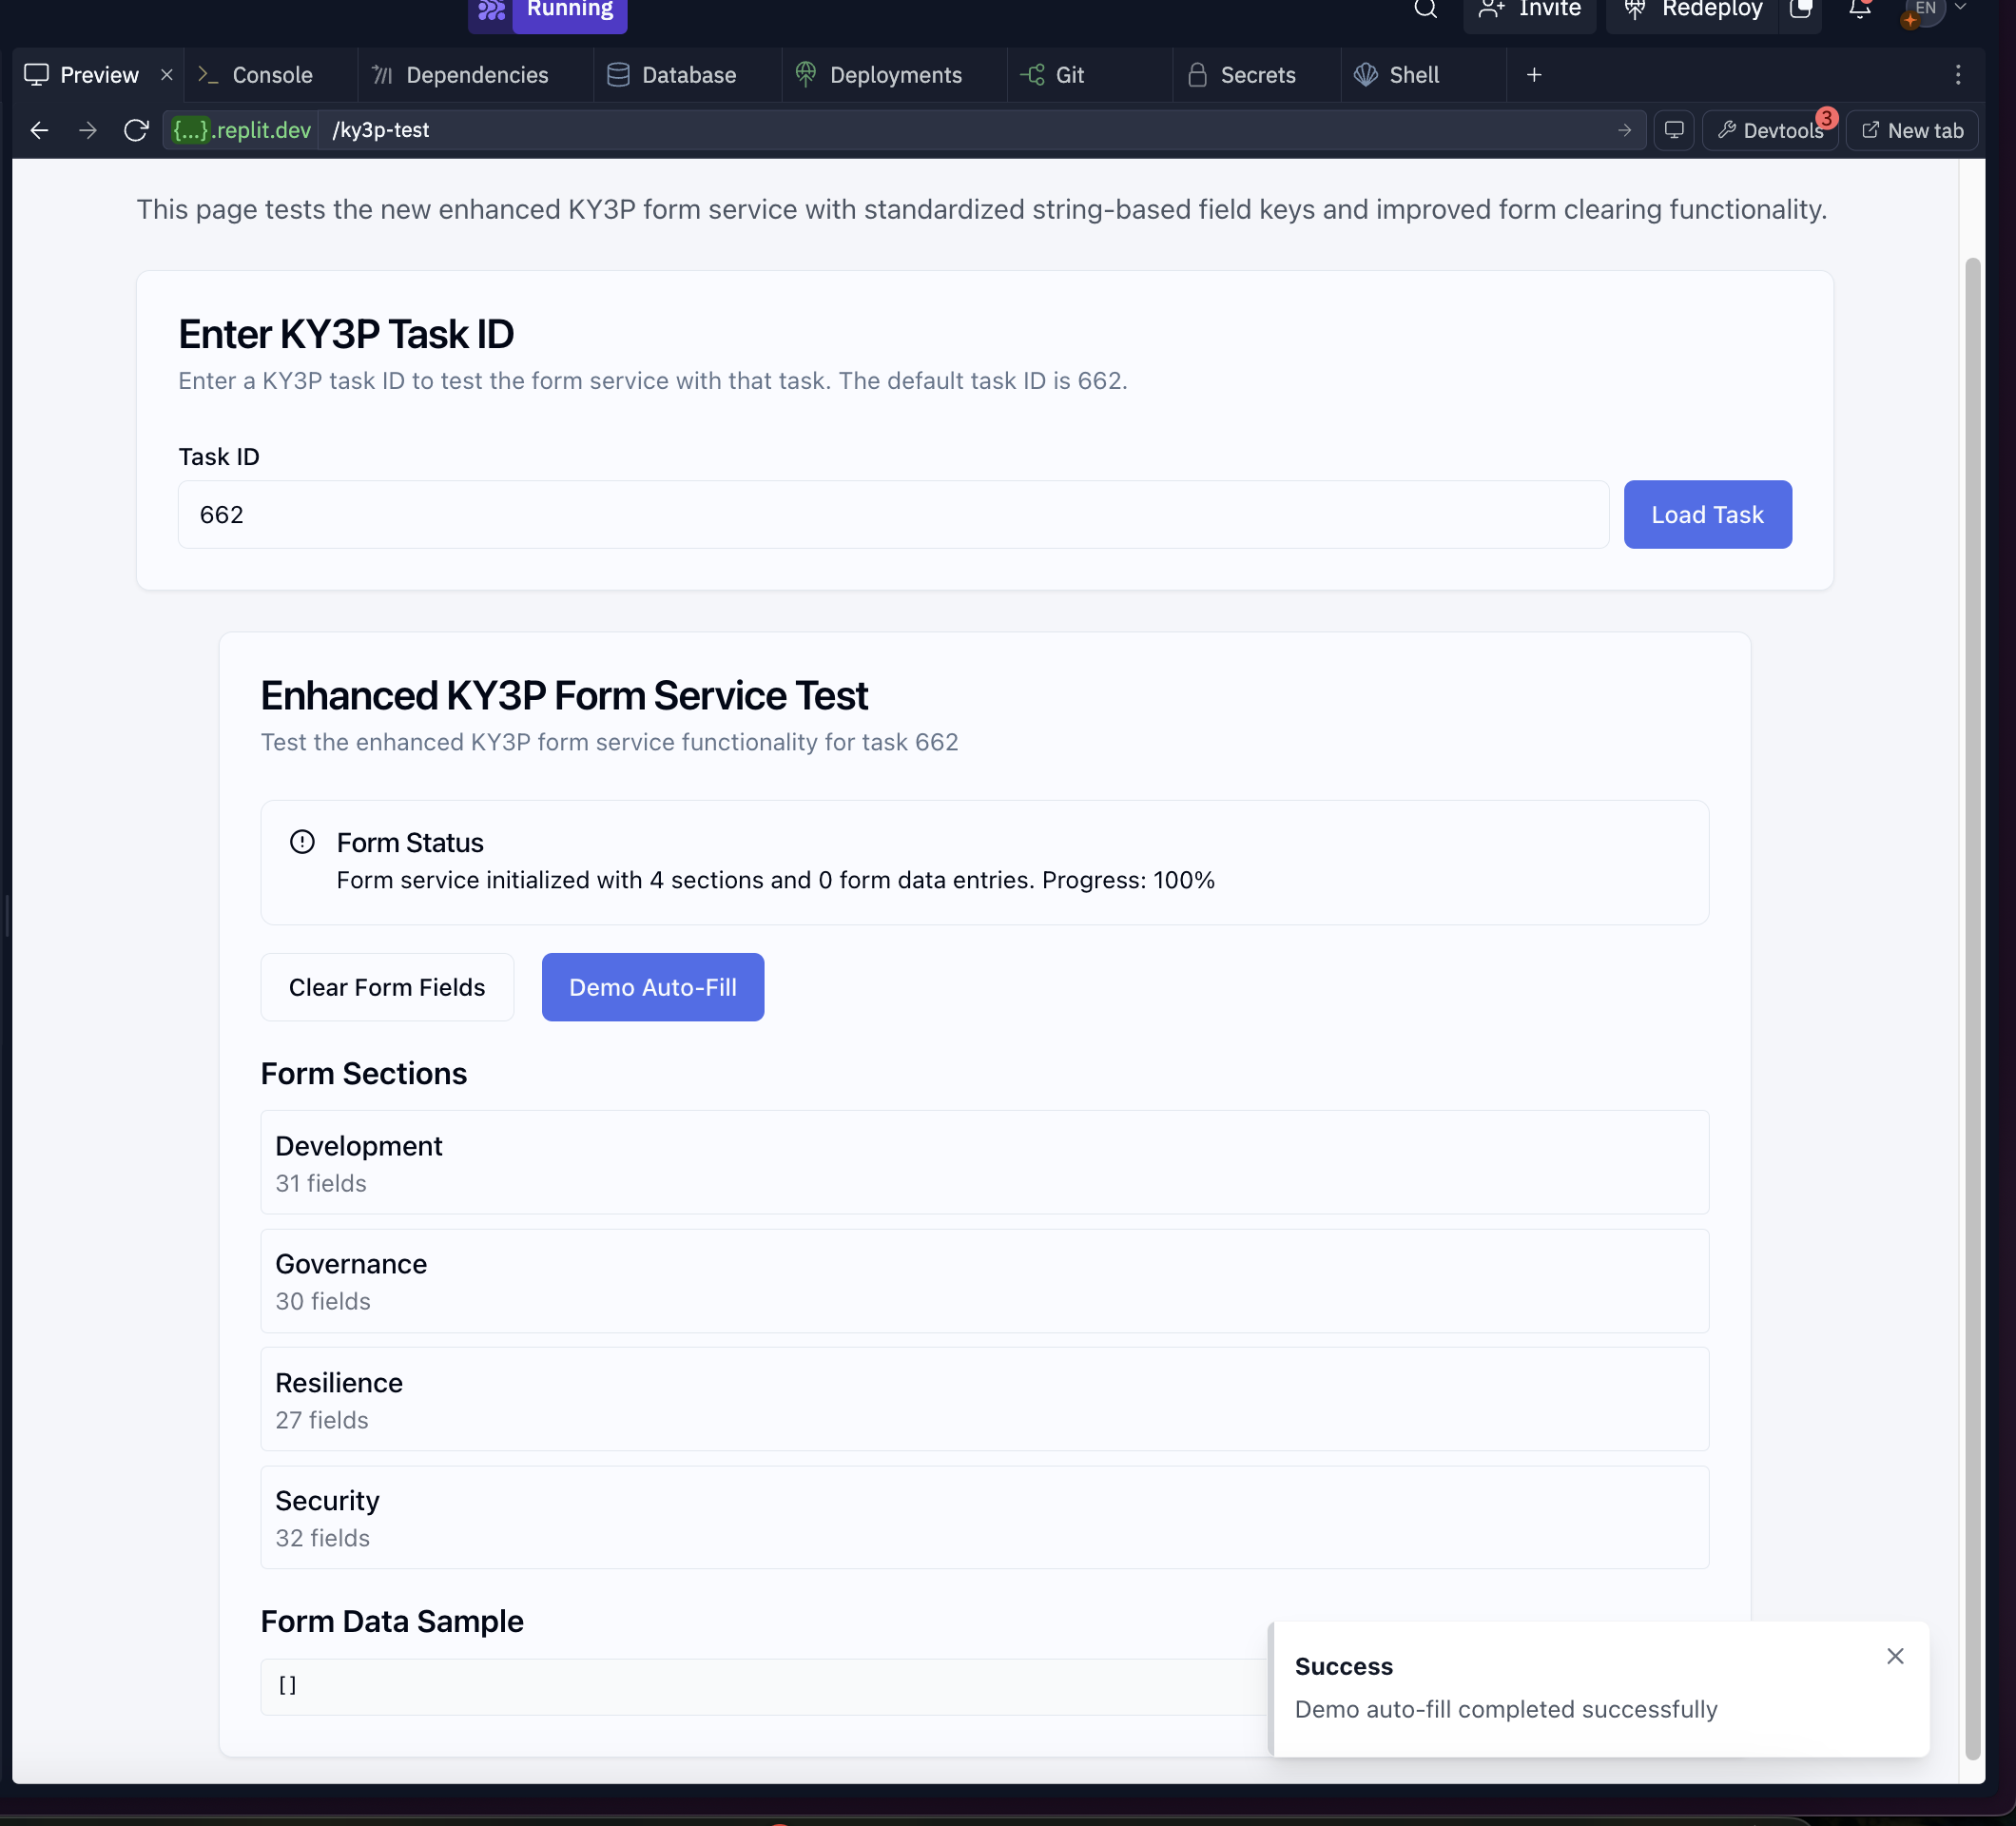 Running
Invite
Redeploy
EN
Preview
Console
Dependencies
Database
Deployments
Git
Secrets
Shell
{...}.replit.dev
/ky3p-test
Devtools
3
New tab
This page tests the new enhanced KY3P form service with standardized string-based field keys and improved form clearing functionality.
Enter KY3P Task ID
Enter a KY3P task ID to test the form service with that task. The default task ID is 662.
Task ID
662
Load Task
Enhanced KY3P Form Service Test
Test the enhanced KY3P form service functionality for task 662
Form Status
Form service initialized with 4 sections and 0 form data entries. Progress: 100%
Clear Form Fields
Demo Auto-Fill
Form Sections
Development
31 fields
Governance
30 fields
Resilience
27 fields
Security
32 fields
Form Data Sample
[]
Success
Demo auto-fill completed successfully